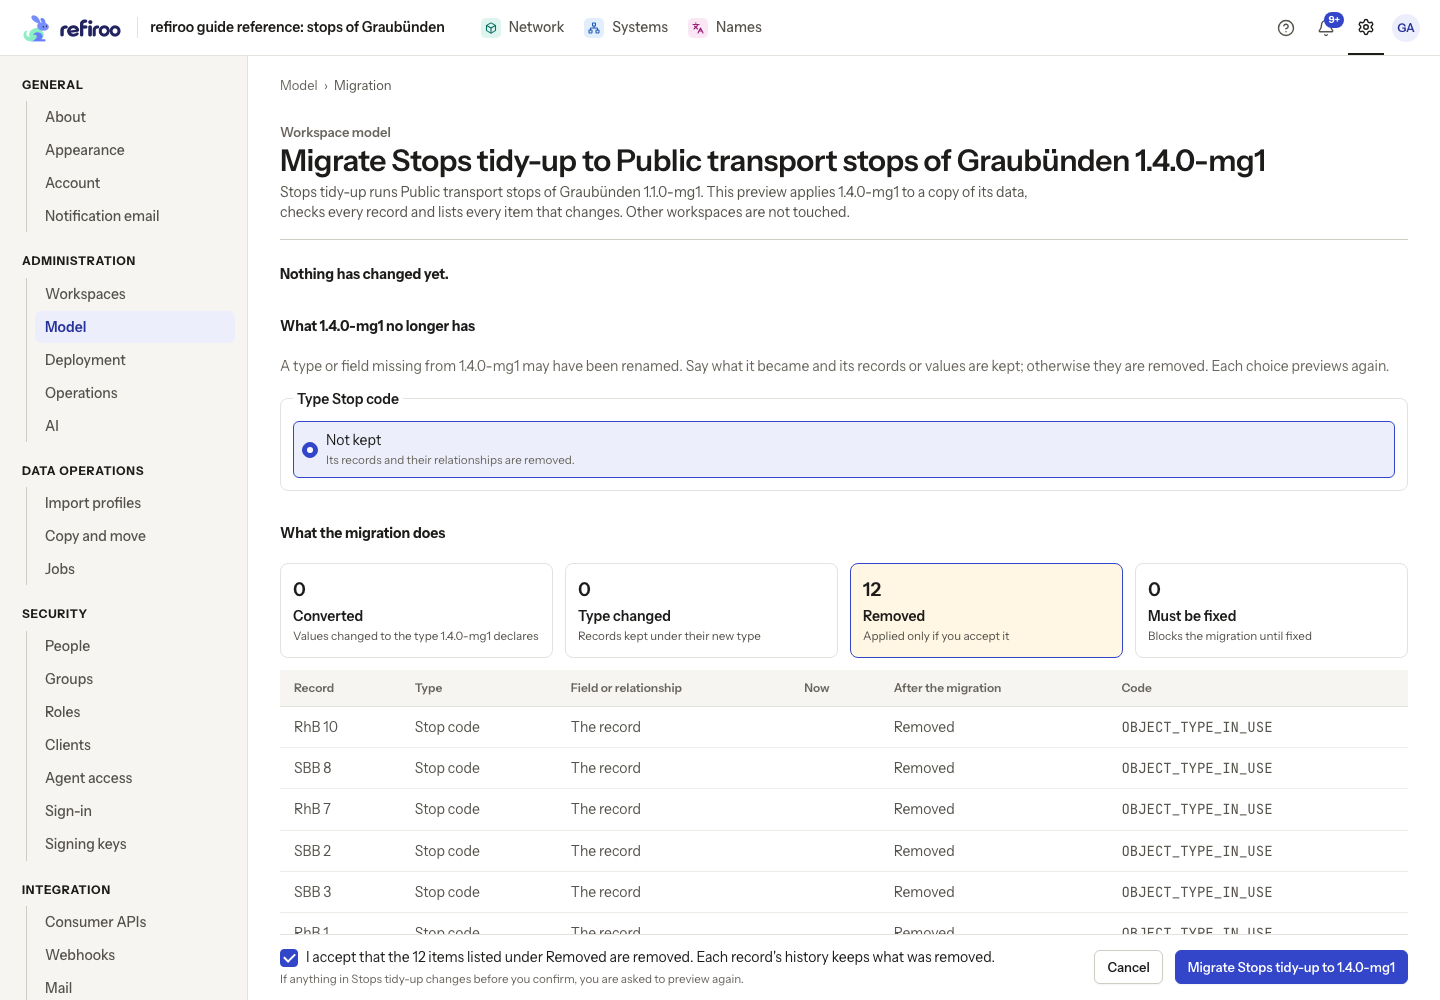 refiroo
refiroo guide reference: stops of Graubünden
Network
Systems
Names
9+
GA
GENERAL
About
Appearance
Account
Notification email
ADMINISTRATION
Workspaces
Model
Deployment
Operations
AI
DATA OPERATIONS
Import profiles
Copy and move
Jobs
SECURITY
People
Groups
Roles
Clients
Agent access
Sign-in
Signing keys
INTEGRATION
Consumer APIs
Webhooks
Mail
Model › Migration
Workspace model
Migrate Stops tidy-up to Public transport stops of Graubünden 1.4.0-mg1
Stops tidy-up runs Public transport stops of Graubünden 1.1.0-mg1. This preview applies 1.4.0-mg1 to a copy of its data,
checks every record and lists every item that changes. Other workspaces are not touched.
Nothing has changed yet.
What 1.4.0-mg1 no longer has
A type or field missing from 1.4.0-mg1 may have been renamed. Say what it became and its records or values are kept; otherwise they are removed. Each choice previews again.
Type Stop code
Not kept
Its records and their relationships are removed.
What the migration does
0
Converted
Values changed to the type 1.4.0-mg1 declares
0
Type changed
Records kept under their new type
12
Removed
Applied only if you accept it
0
Must be fixed
Blocks the migration until fixed
Record Type Field or relationship Now After the migration Code
RhB 10 Stop code The record Removed OBJECT_TYPE_IN_USE
SBB 8 Stop code The record Removed OBJECT_TYPE_IN_USE
RhB 7 Stop code The record Removed OBJECT_TYPE_IN_USE
SBB 2 Stop code The record Removed OBJECT_TYPE_IN_USE
SBB 3 Stop code The record Removed OBJECT_TYPE_IN_USE
RhB 1 Stop code The record Removed OBJECT_TYPE_IN_USE
I accept that the 12 items listed under Removed are removed. Each record's history keeps what was removed.
If anything in Stops tidy-up changes before you confirm, you are asked to preview again.
Cancel
Migrate Stops tidy-up to 1.4.0-mg1